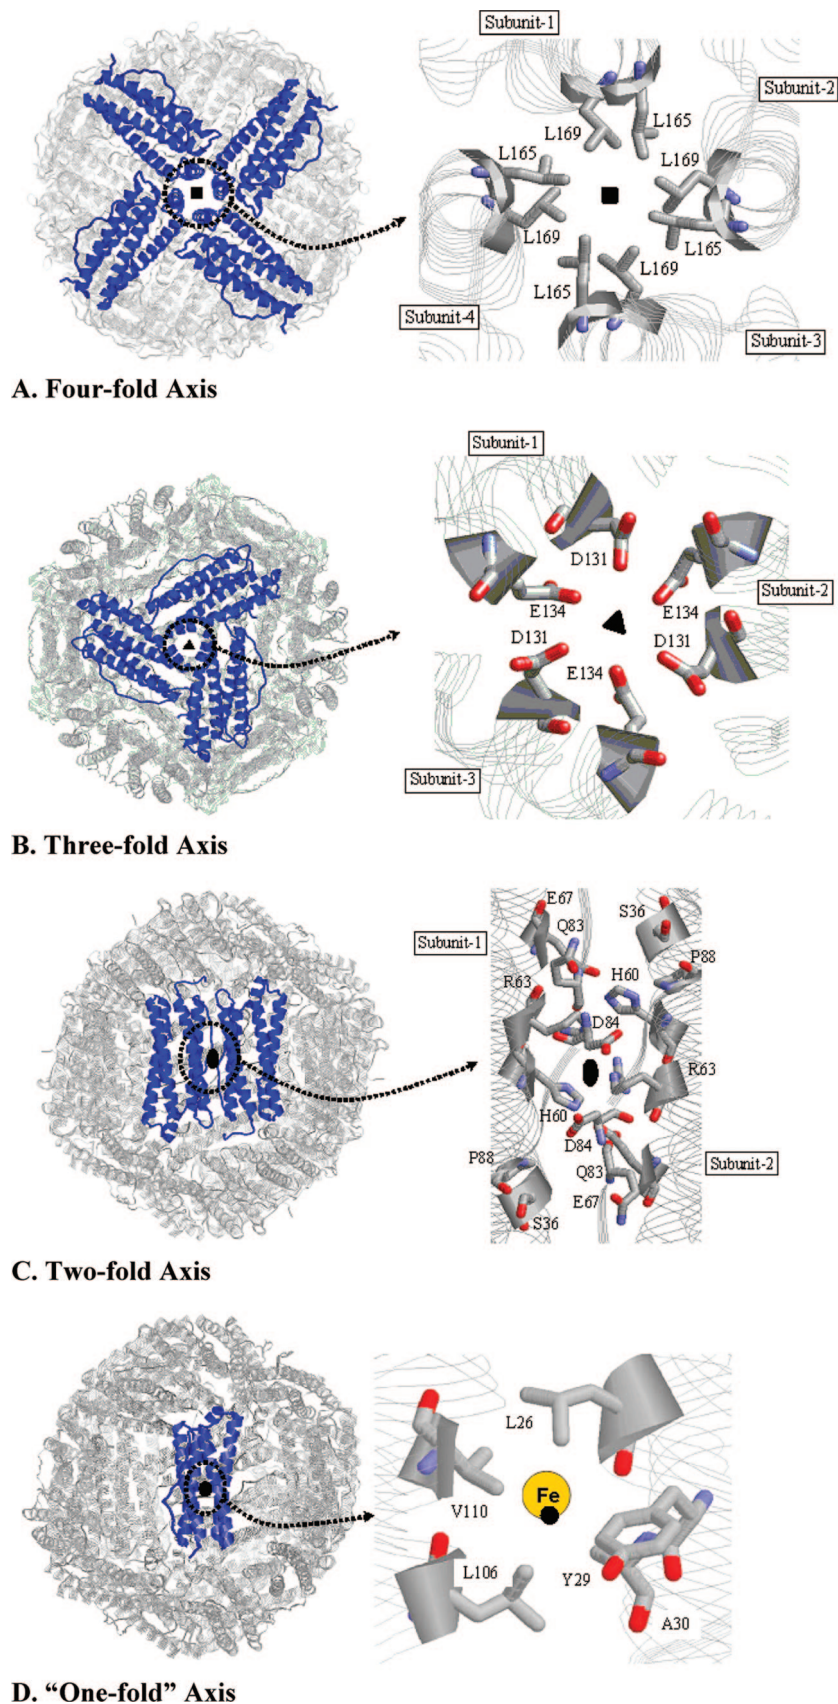 Subunit-1
Subunit-2
L165
L169
L165
L169
L169
L165
L169
L165
Subunit-4
Subunit-3
A. Four-fold Axis
Subunit-1
D131
E134
E134
Subunit-2
D131
D131
E134
Subunit-3
B. Three-fold Axis
E67
S36
Q83
Subunit-1
P88
H60
R63
D84
R63
H60
D84
P88
Q83
Subunit-2
E67
S36
C. Two-fold Axis
L26
Fe
V110
L106
Y29
A30
D. “One-fold” Axis